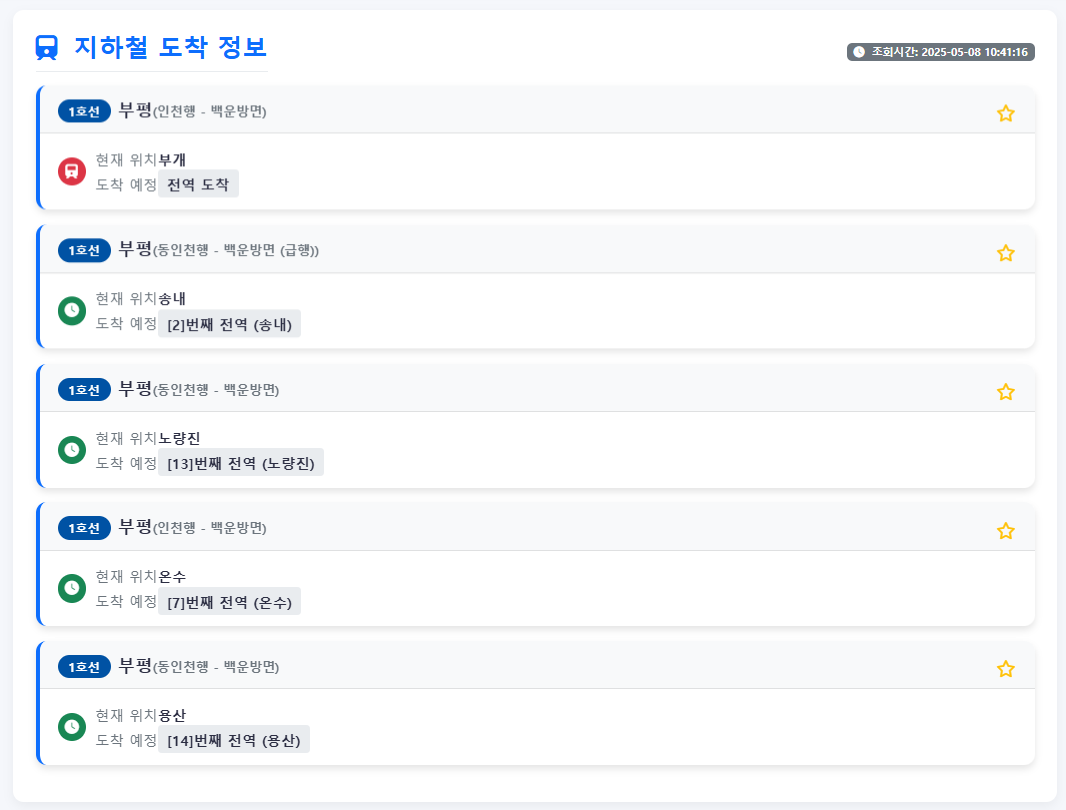 지하철 도착 정보
조회시간: 2025-05-08 10:41:16
1호선 부평(인천행 - 백운방면)
현재 위치부개
도착 예정 전역 도착
1호선 부평(동인천행 - 백운방면 (급행))
현재 위치송내
도착 예정 [2]번째 전역 (송내)
1호선 부평(동인천행 - 백운방면)
현재 위치노량진
도착 예정 [13]번째 전역 (노량진)
1호선 부평(인천행 - 백운방면)
현재 위치온수
도착 예정 [7]번째 전역 (온수)
1호선 부평(동인천행 - 백운방면)
현재 위치용산
도착 예정 [14]번째 전역 (용산)